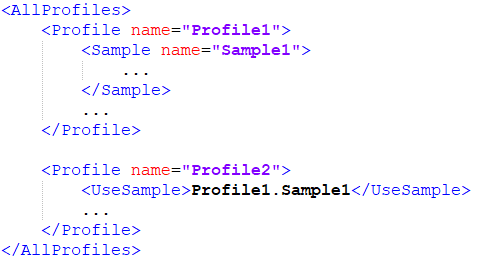 <AllProfiles>
<Profile name="Profile1">
<Sample name="Sample1">
...
</Sample>
...
</Profile>
<Profile name="Profile2">
<UseSample>Profile1.Sample1</UseSample>
...
</Profile>
</AllProfiles>